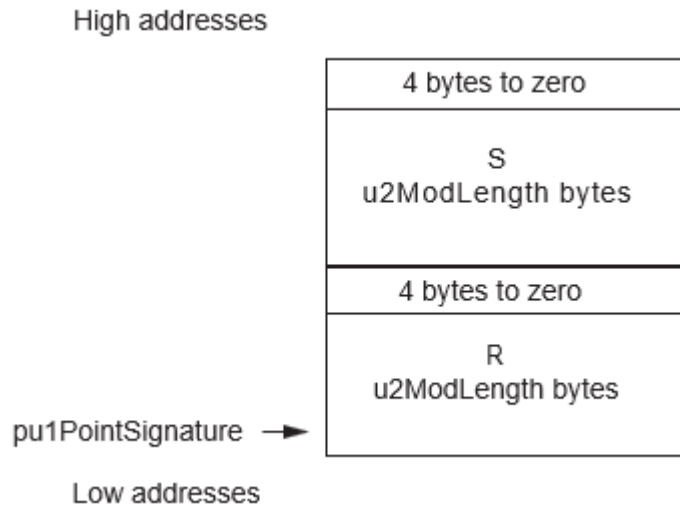 High addresses
4 bytes to zero
S
u2ModLength bytes
4 bytes to zero
R
u2ModLength bytes
pu1PointSignature
Low addresses